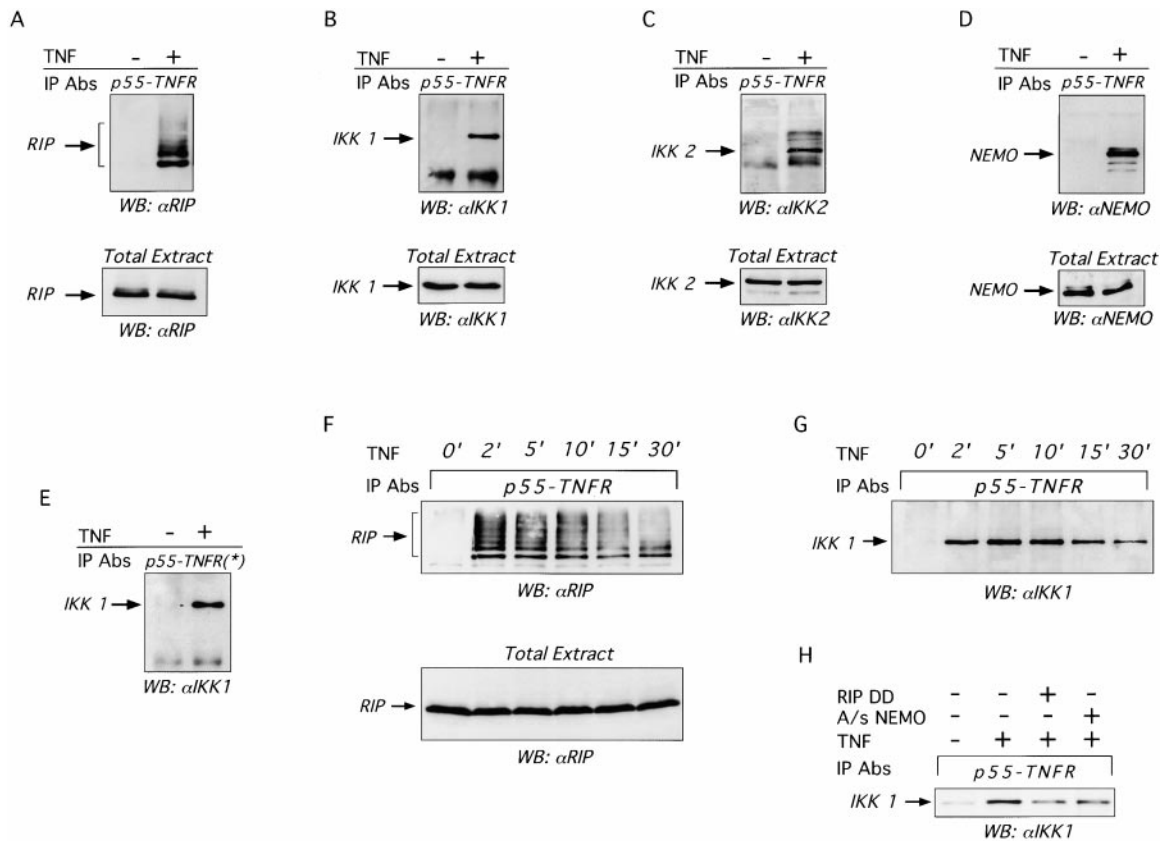 A
TNF - +
IP Abs p55-TNFR
RIP
WB: αRIP
Total Extract
RIP
WB: αRIP
B
TNF - +
IP Abs p55-TNFR
IKK 1
WB: αIKK1
Total Extract
IKK 1
WB: αIKK1
C
TNF - +
IP Abs p55-TNFR
IKK 2
WB: αIKK2
Total Extract
IKK 2
WB: αIKK2
D
TNF - +
IP Abs p55-TNFR
NEMO
WB: αNEMO
Total Extract
NEMO
WB: αNEMO
E
TNF - +
IP Abs p55-TNFR(*)
IKK 1
WB: αIKK1
F
TNF 0' 2' 5' 10' 15' 30'
IP Abs p55-TNFR
RIP
WB: αRIP
Total Extract
RIP
WB: αRIP
G
TNF 0' 2' 5' 10' 15' 30'
IP Abs p55-TNFR
IKK 1
WB: αIKK1
H
RIP DD - - + -
A/s NEMO - - - +
TNF - + + +
IP Abs p55-TNFR
IKK 1
WB: αIKK1